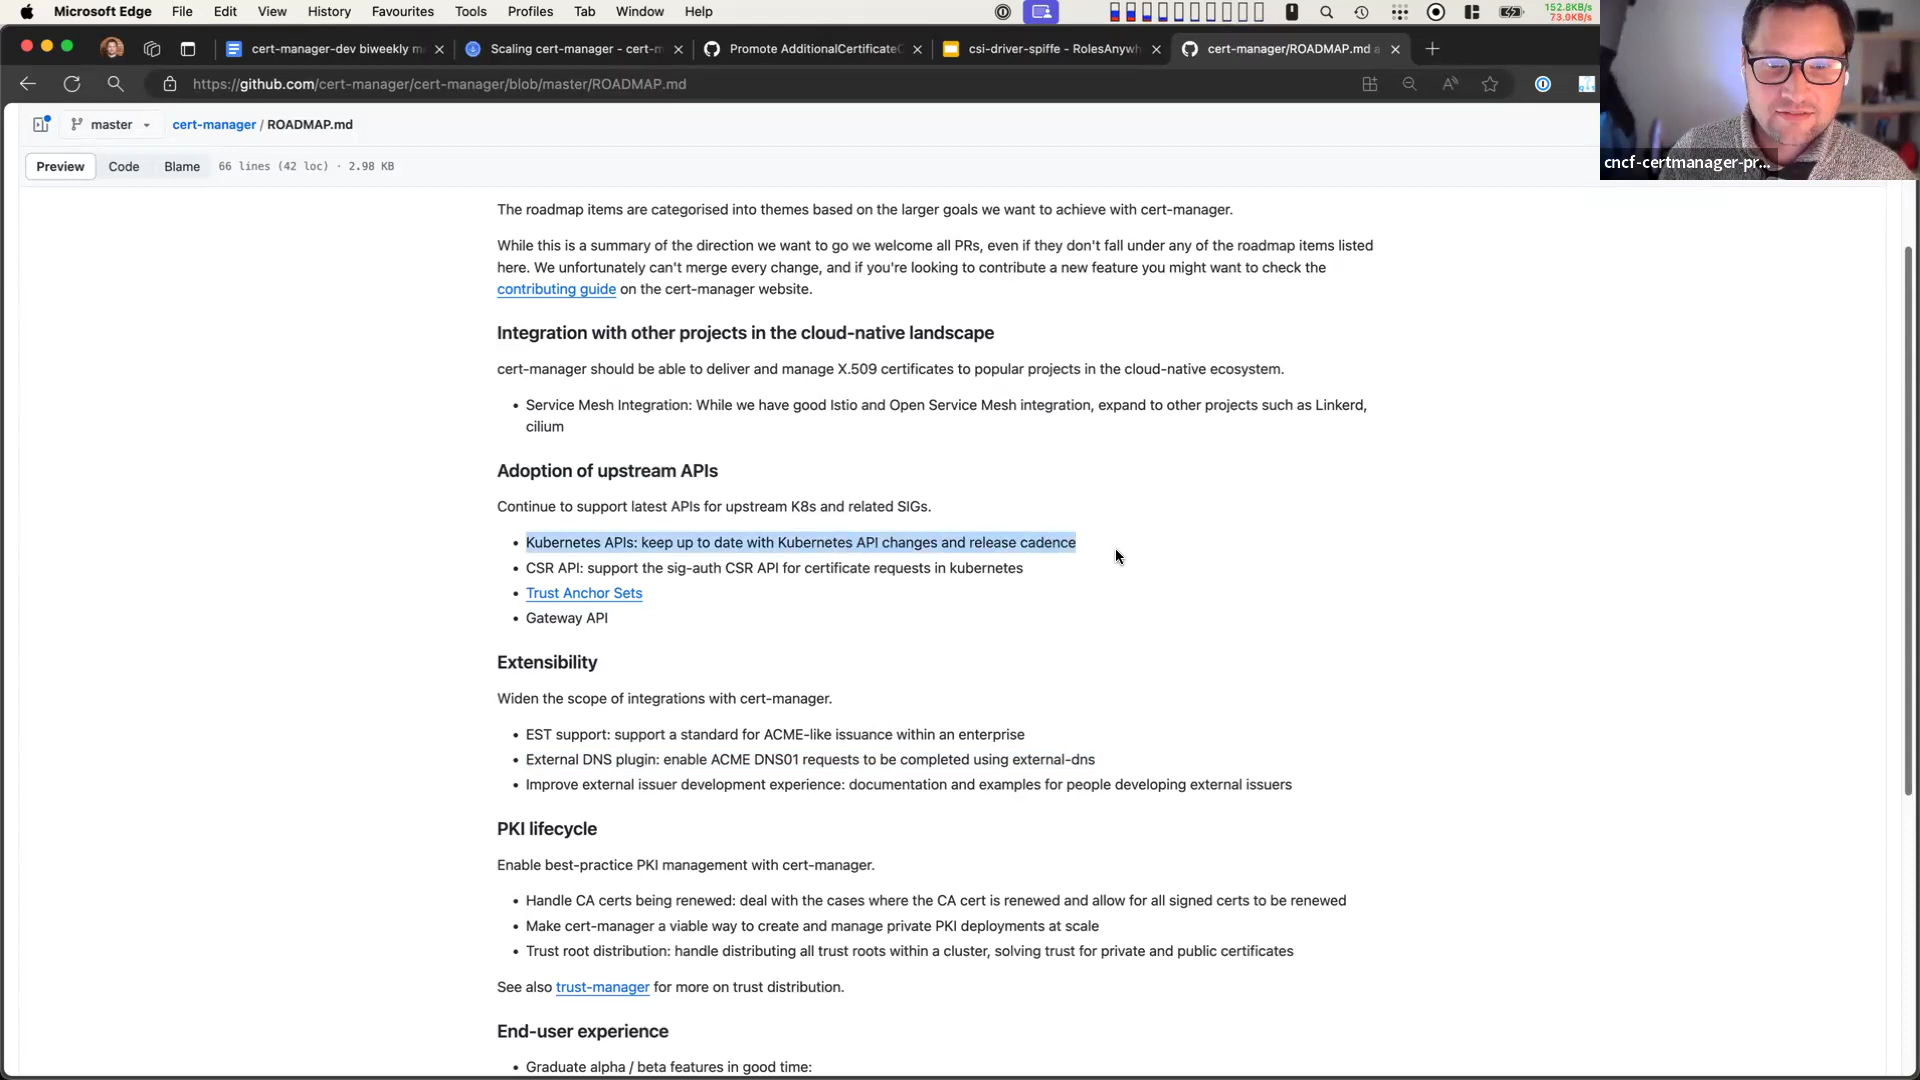 Microsoft Edge File Edit View History Favourites Tools Profiles Tab Window Help
152.8KB/s
73.0KB/s
cert-manager-dev biweekly m
Scaling cert-manager - cert-m
Promote AdditionalCertificateO
csi-driver-spiffe - RolesAnywh
cert-manager/ROADMAP.md a
https://github.com/cert-manager/cert-manager/blob/master/ROADMAP.md
master
cert-manager / ROADMAP.md
Preview Code Blame 66 lines (42 loc) · 2.98 KB
cncf-certmanager-pr...
The roadmap items are categorised into themes based on the larger goals we want to achieve with cert-manager.
While this is a summary of the direction we want to go we welcome all PRs, even if they don't fall under any of the roadmap items listed
here. We unfortunately can't merge every change, and if you're looking to contribute a new feature you might want to check the
contributing guide on the cert-manager website.
Integration with other projects in the cloud-native landscape
cert-manager should be able to deliver and manage X.509 certificates to popular projects in the cloud-native ecosystem.
• Service Mesh Integration: While we have good Istio and Open Service Mesh integration, expand to other projects such as Linkerd,
cilium
Adoption of upstream APIs
Continue to support latest APIs for upstream K8s and related SIGs.
• Kubernetes APIs: keep up to date with Kubernetes API changes and release cadence
• CSR API: support the sig-auth CSR API for certificate requests in kubernetes
• Trust Anchor Sets
• Gateway API
Extensibility
Widen the scope of integrations with cert-manager.
• EST support: support a standard for ACME-like issuance within an enterprise
• External DNS plugin: enable ACME DNS01 requests to be completed using external-dns
• Improve external issuer development experience: documentation and examples for people developing external issuers
PKI lifecycle
Enable best-practice PKI management with cert-manager.
• Handle CA certs being renewed: deal with the cases where the CA cert is renewed and allow for all signed certs to be renewed
• Make cert-manager a viable way to create and manage private PKI deployments at scale
• Trust root distribution: handle distributing all trust roots within a cluster, solving trust for private and public certificates
See also trust-manager for more on trust distribution.
End-user experience
• Graduate alpha / beta features in good time: